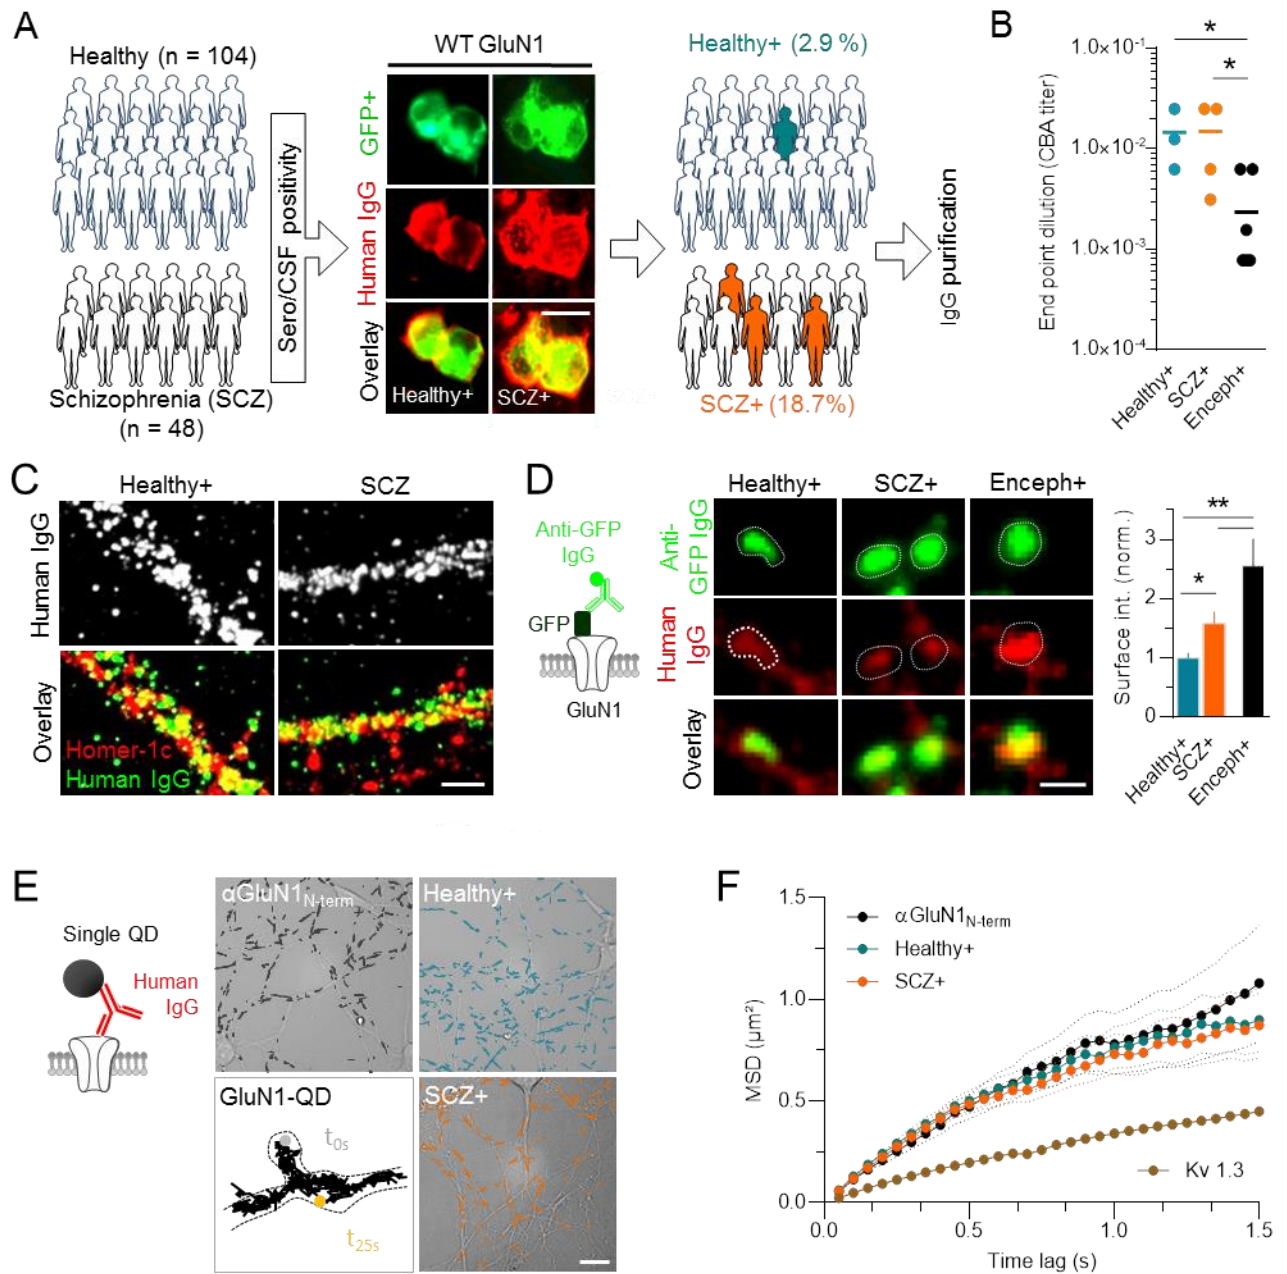 A
Healthy (n = 104)
Schizophrenia (SCZ)
(n = 48)
Sero/CSF positivity
WT GluN1
GFP+
Human IgG
Overlay
Healthy+
SCZ+
Healthy+ (2.9 %)
SCZ+ (18.7%)
IgG purification
B
End point dilution (CBA titer)
1.0×10-1
1.0×10-2
1.0×10-3
1.0×10-4
*
*
Healthy+
SCZ+
Enceph+
C
Healthy+
SCZ
Human IgG
Overlay
Homer-1c
Human IgG
D
Anti-GFP
IgG
GFP
GluN1
Healthy+
SCZ+
Enceph+
Anti-
GFP IgG
Human
IgG
Overlay
Surface int. (norm.)
3
2
1
0
**
*
Healthy+
SCZ+
Enceph+
E
Single QD
Human
IgG
αGluN1N-term
Healthy+
GluN1-QD
t0s
t25s
SCZ+
F
MSD (µm²)
1.5
1.0
0.5
0.0
αGluN1N-term
Healthy+
SCZ+
Kv 1.3
0.0
0.5
1.0
1.5
Time lag (s)